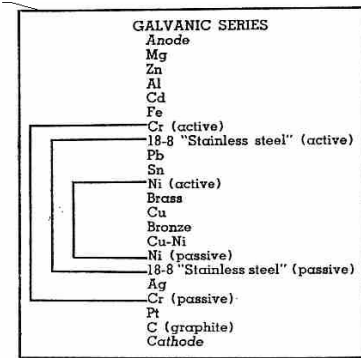 GALVANIC SERIES
Anode
Mg
Zn
Al
Cd
Fe
Cr (active)
18-8 "Stainless steel" (active)
Pb
Sn
Ni (active)
Brass
Cu
Bronze
Cu-Ni
Ni (passive)
18-8 "Stainless steel" (passive)
Ag
Cr (passive)
Pt
C (graphite)
Cathode